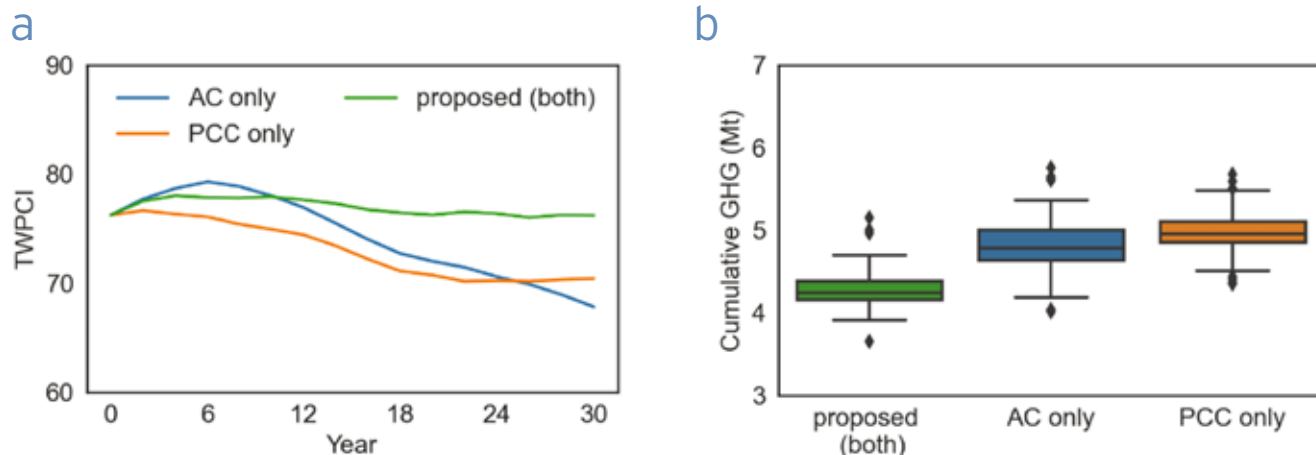 a
90
80
70
60
TWPCI
AC only
proposed (both)
PCC only
0 6 12 18 24 30
Year
b
7
6
5
4
3
Cumulative GHG (Mt)
proposed
(both)
AC only
PCC only